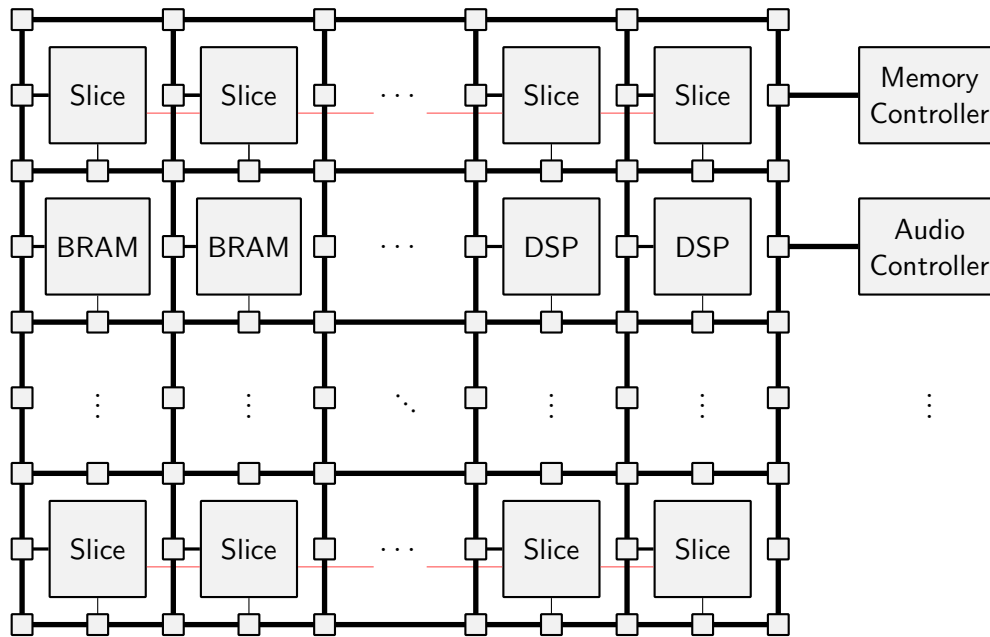 Slice Slice · · · Slice Slice Memory
Controller
BRAM BRAM · · · DSP DSP Audio
Controller
⋮ ⋮ ⋱ ⋮ ⋮ ⋮
Slice Slice · · · Slice Slice